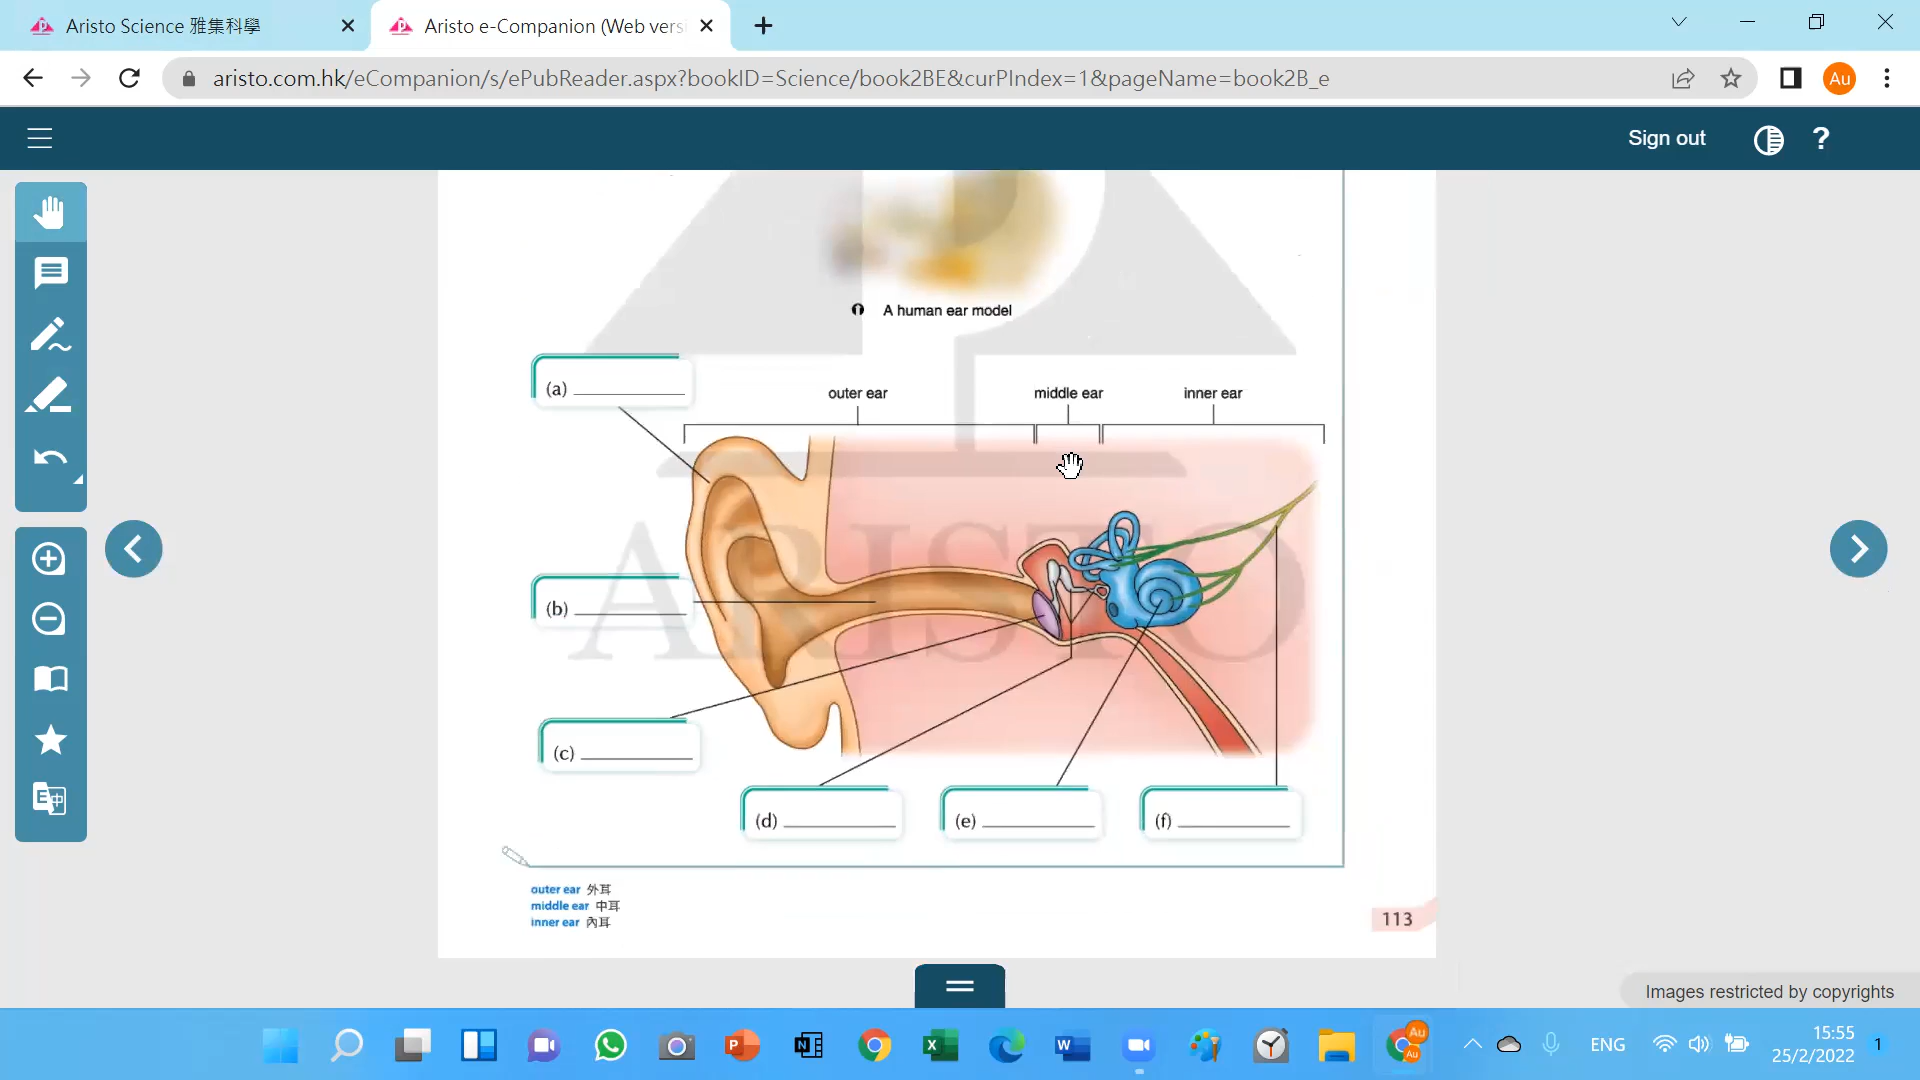 Aristo Science 雅集科學
Aristo e-Companion (Web versi
aristo.com.hk/eCompanion/s/ePubReader.aspx?bookID=Science/book2BE&curPIndex=1&pageName=book2B_e
Au
Sign out
?
A human ear model
(a)
outer ear
middle ear
inner ear
ARISTO
(b)
(c)
(d)
(e)
(f)
outer ear 外耳
middle ear 中耳
inner ear 內耳
113
Images restricted by copyrights
ENG
15:55
25/2/2022
1